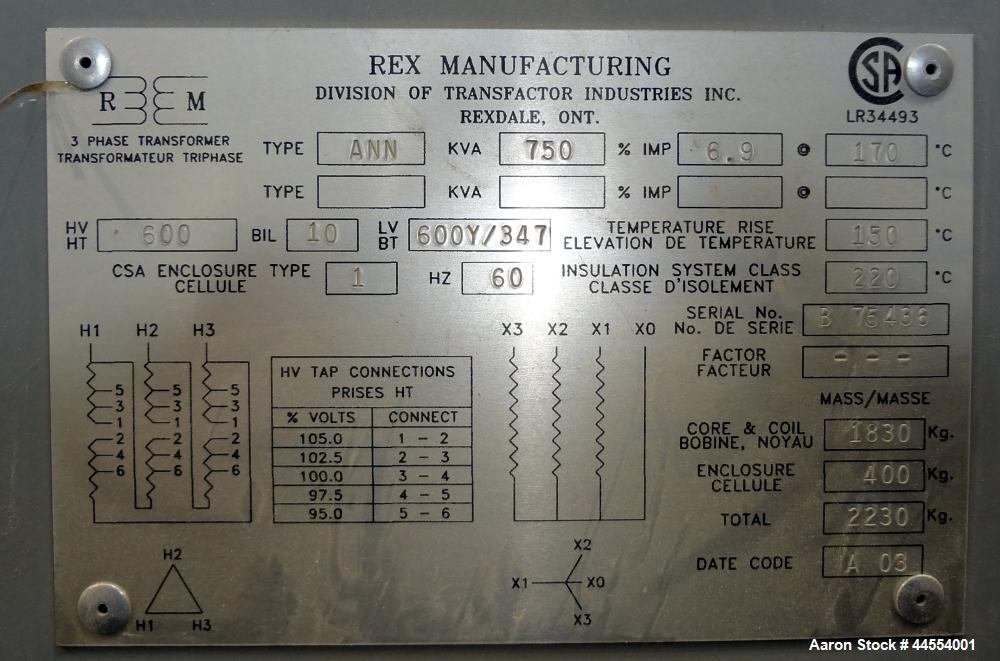 REX MANUFACTURING
DIVISION OF TRANSFACTOR INDUSTRIES INC.
REXDALE, ONT.
R M
3 PHASE TRANSFORMER
TRANSFORMATEUR TRIPHASE
CSA
LR34493
TYPE ANN KVA 750 % IMP 6.9 @ 170 °C
TYPE KVA % IMP @ °C
HV
HT 600 BIL 10 LV
BT 600Y/347
TEMPERATURE RISE
ELEVATION DE TEMPERATURE 150 °C
CSA ENCLOSURE TYPE
CELLULE 1 HZ 60
INSULATION SYSTEM CLASS
CLASSE D'ISOLEMENT 220 °C
SERIAL No.
No. DE SERIE B 75436
FACTOR
FACTEUR - - -
MASS/MASSE
CORE & COIL
BOBINE, NOYAU 1830 Kg.
ENCLOSURE
CELLULE 400 Kg.
TOTAL 2230 Kg.
DATE CODE A 03
H1 H2 H3
5 5 5
3 3 3
1 1 1
2 2 2
4 4 4
6 6 6
HV TAP CONNECTIONS
PRISES HT
% VOLTS CONNECT
105.0 1 - 2
102.5 2 - 3
100.0 3 - 4
97.5 4 - 5
95.0 5 - 6
X3 X2 X1 X0
H2
H1 H3
X2
X1 X0
X3
Aaron Stock # 44554001